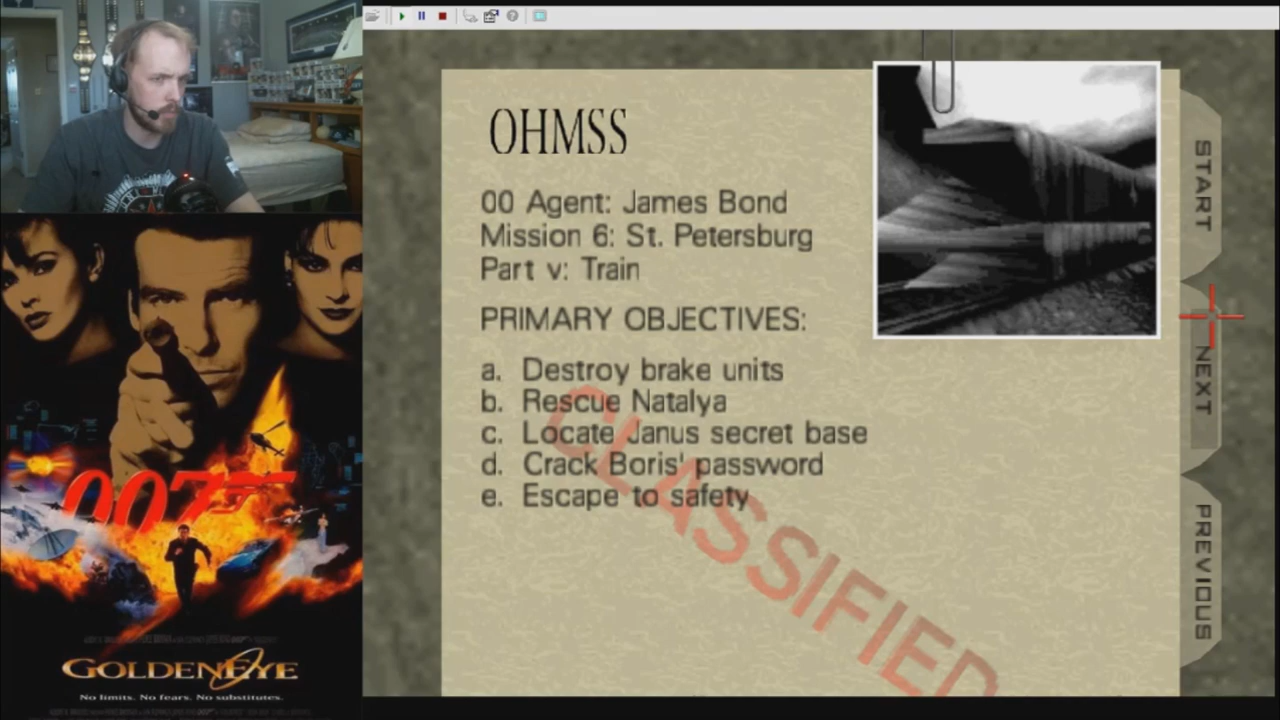 OHMSS
00 Agent: James Bond
Mission 6: St. Petersburg
Part v: Train
PRIMARY OBJECTIVES:
a. Destroy brake units
b. Rescue Natalya
c. Locate Janus secret base
d. Crack Boris' password
e. Escape to safety
CLASSIFIED
START
NEXT
PREVIOUS
007
GOLDENEYE
No limits. No fears. No substitutes.